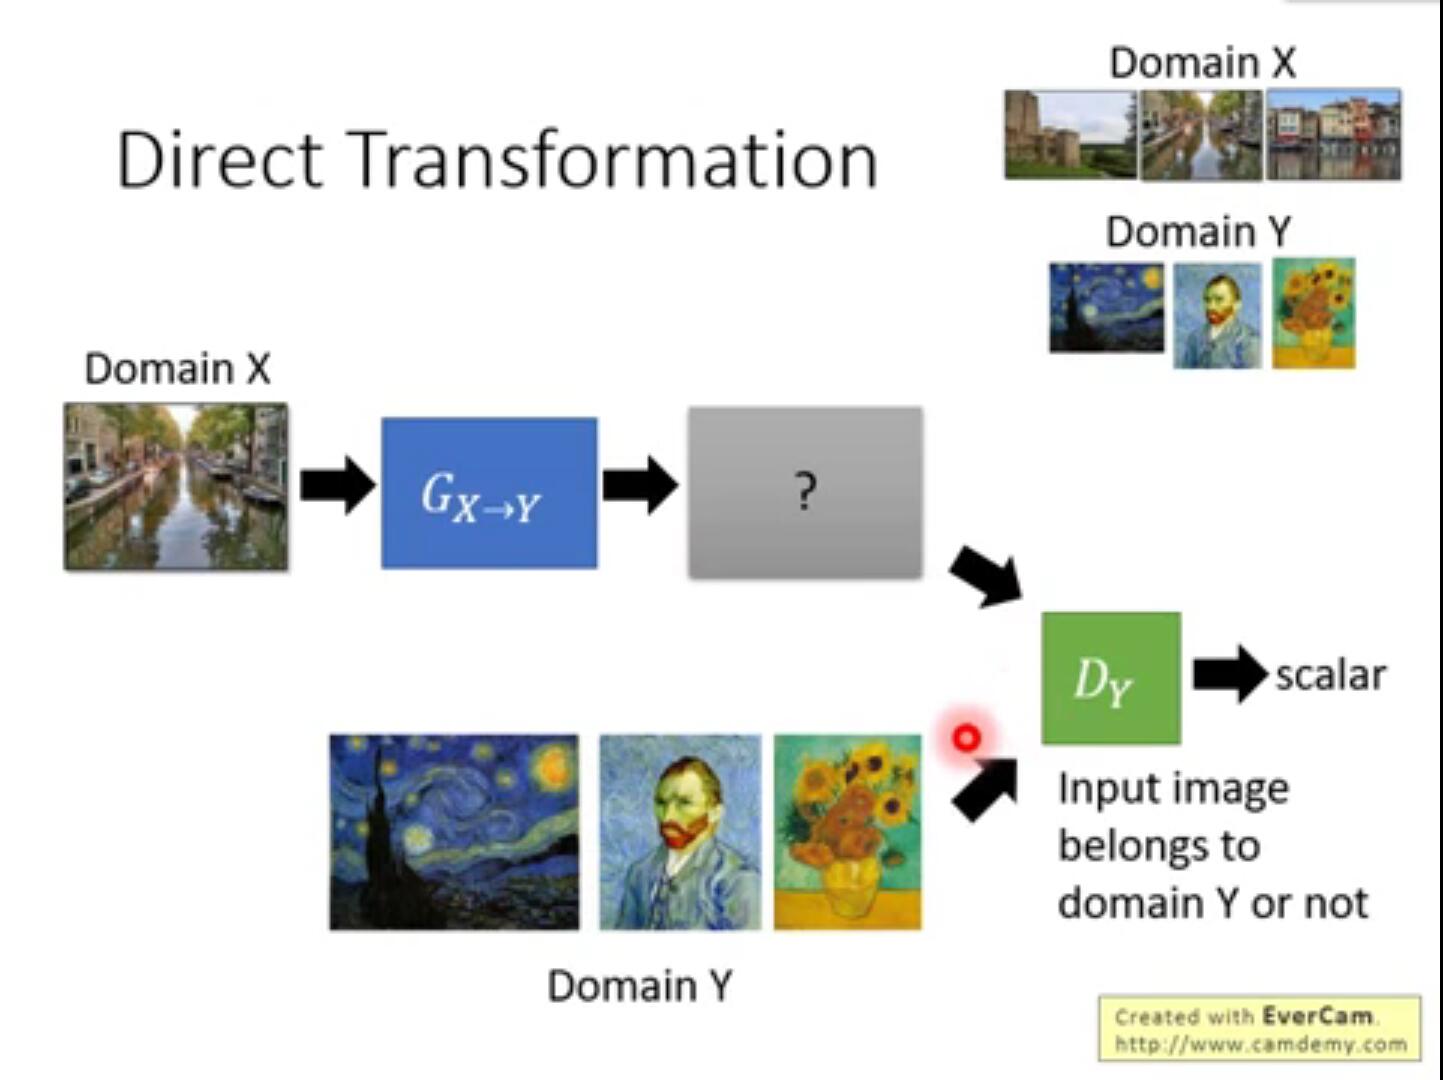 Domain X
Direct Transformation
Domain Y
Domain X
G_{X→Y}
?
D_Y
scalar
Input image
belongs to
domain Y or not
Domain Y
Created with EverCam.
http://www.camdemy.com